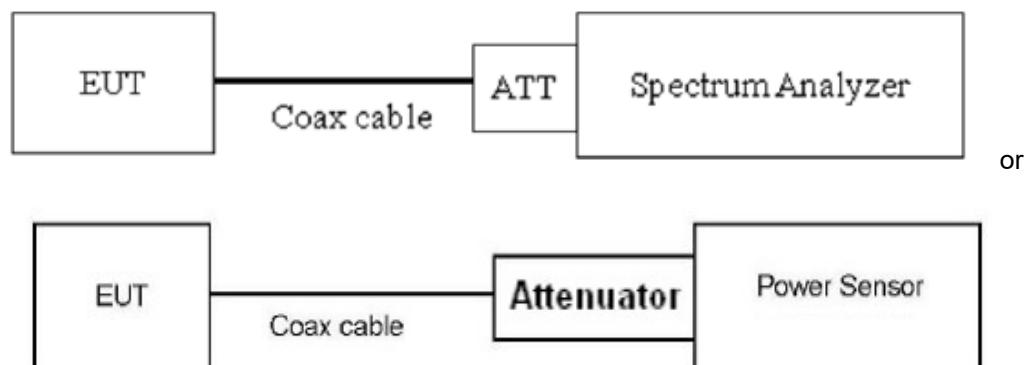 EUT
Coax cable
ATT
Spectrum Analyzer
or
EUT
Coax cable
Attenuator
Power Sensor